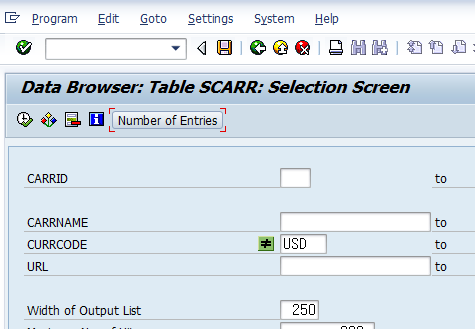 Program Edit Goto Settings System Help
Data Browser: Table SCARR: Selection Screen
Number of Entries
CARRID to
CARRNAME to
CURRCODE ≠ USD to
URL to
Width of Output List 250